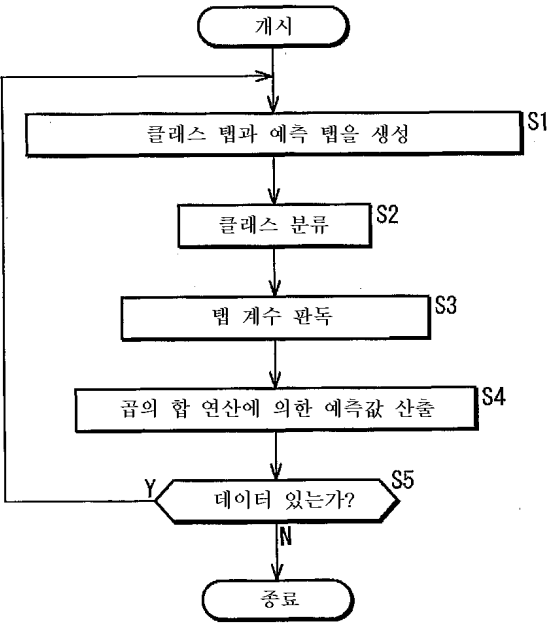 개시
클래스 탭과 예측 탭을 생성
S1
클래스 분류
S2
탭 계수 판독
S3
곱의 합 연산에 의한 예측값 산출
S4
데이터 있는가?
S5
Y
N
종료